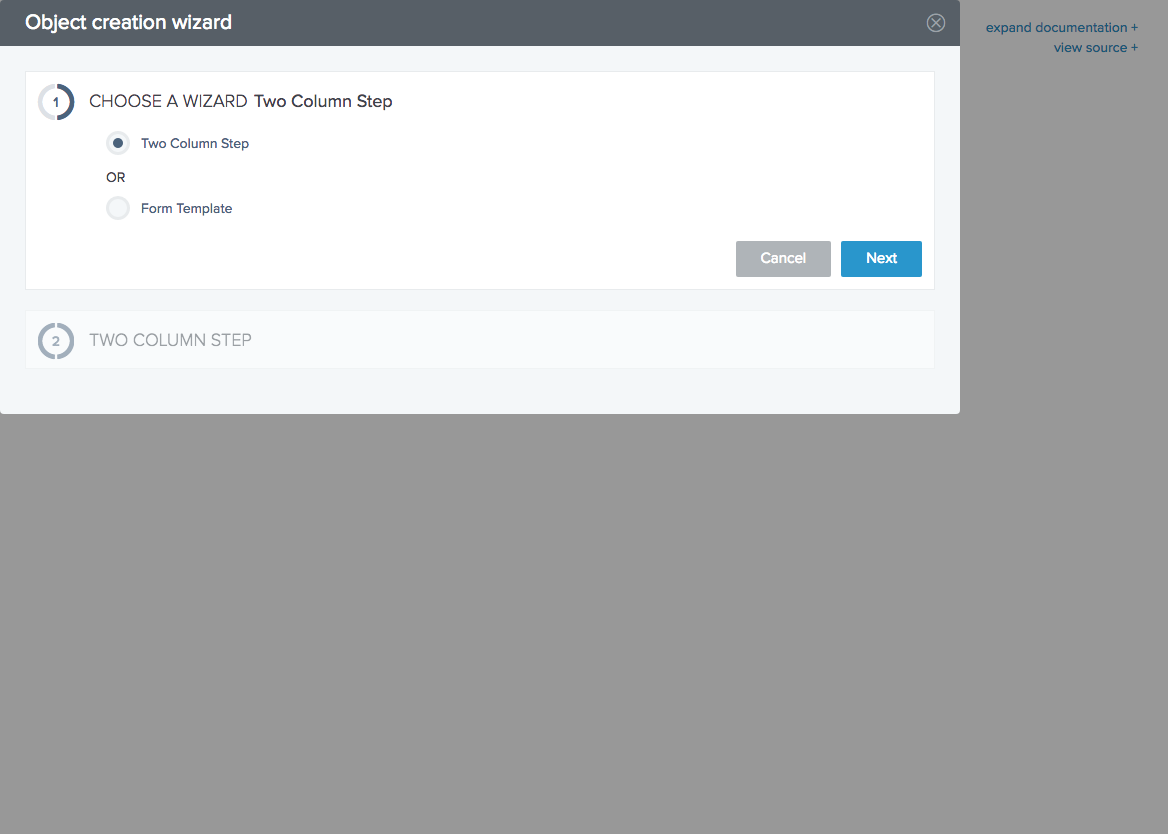 Object creation wizard
expand documentation +
view source +
1 CHOOSE A WIZARD Two Column Step
Two Column Step
OR
Form Template
Cancel Next
2 TWO COLUMN STEP